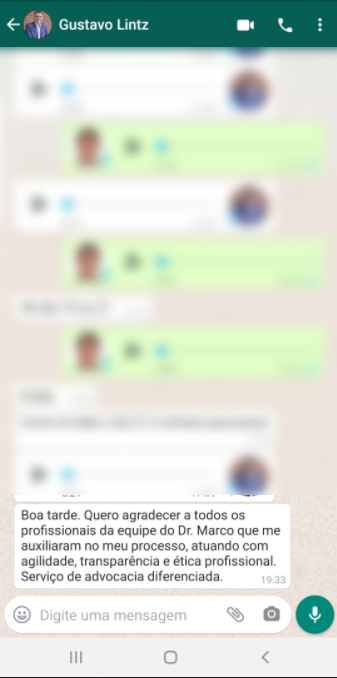 Gustavo Lintz
Boa tarde. Quero agradecer a todos os
profissionais da equipe do Dr. Marco que me
auxiliaram no meu processo, atuando com
agilidade, transparência e ética profissional.
Serviço de advocacia diferenciada.
19:33
Digite uma mensagem